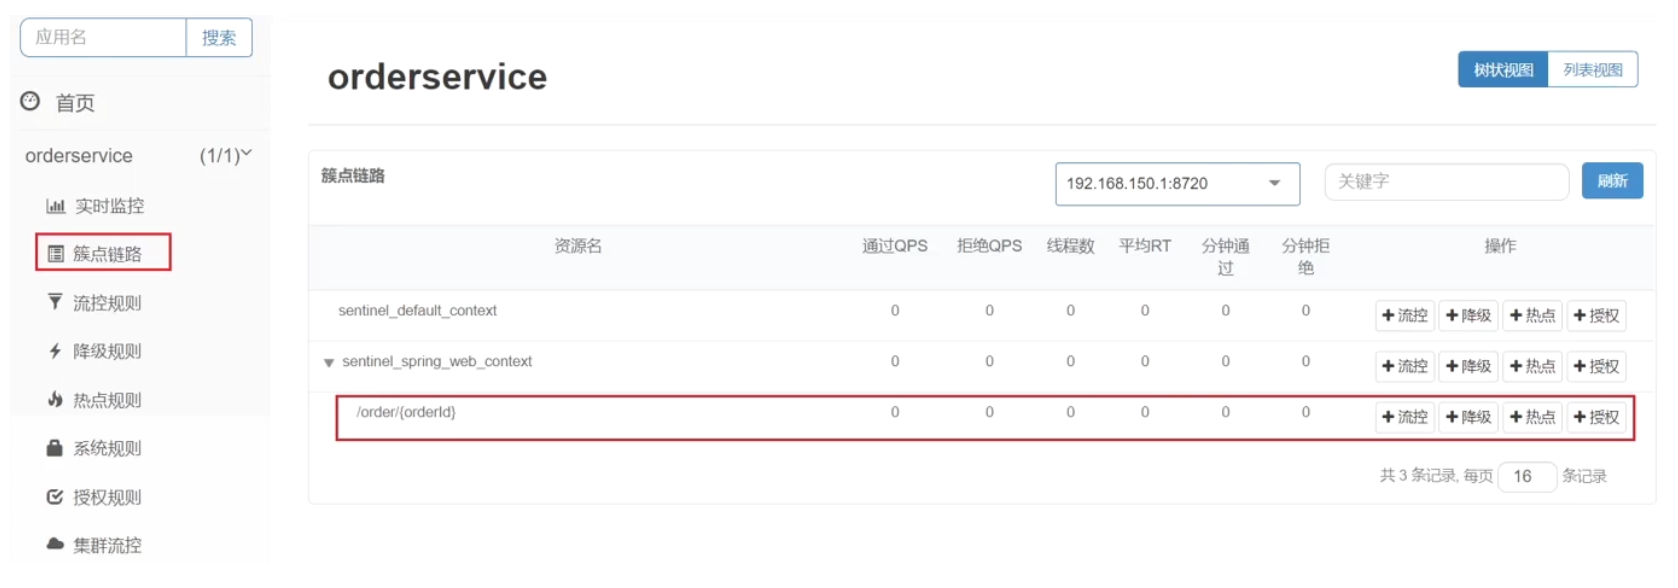 应用名 搜索
首页
orderservice (1/1)
实时监控
簇点链路
流控规则
降级规则
热点规则
系统规则
授权规则
集群流控
orderservice
树状视图 列表视图
簇点链路 192.168.150.1:8720 关键字 刷新
资源名 通过QPS 拒绝QPS 线程数 平均RT 分钟通过 分钟拒绝 操作
sentinel_default_context 0 0 0 0 0 0 流控 降级 热点 授权
sentinel_spring_web_context 0 0 0 0 0 0 流控 降级 热点 授权
/order/{orderId} 0 0 0 0 0 0 流控 降级 热点 授权
共 3 条记录, 每页 16 条记录